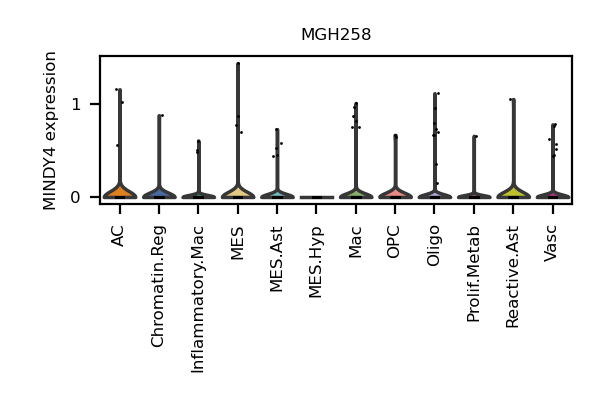 MGH258
MINDY4 expression
1
0
AC
Chromatin.Reg
Inflammatory.Mac
MES
MES.Ast
MES.Hyp
Mac
OPC
Oligo
Prolif.Metab
Reactive.Ast
Vasc